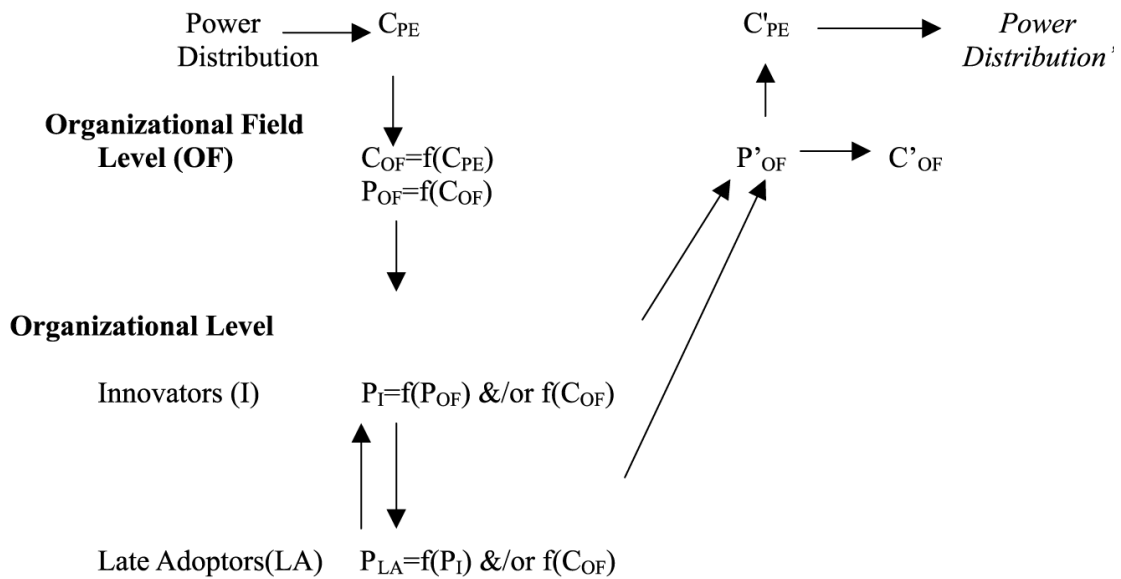 Power C_PE C'_PE Power
Distribution Distribution’
Organizational Field
Level (OF) C_OF=f(C_PE) P’_OF C’_OF
P_OF=f(C_OF)
Organizational Level
Innovators (I) P_I=f(P_OF) &/or f(C_OF)
Late Adoptors(LA) P_LA=f(P_I) &/or f(C_OF)